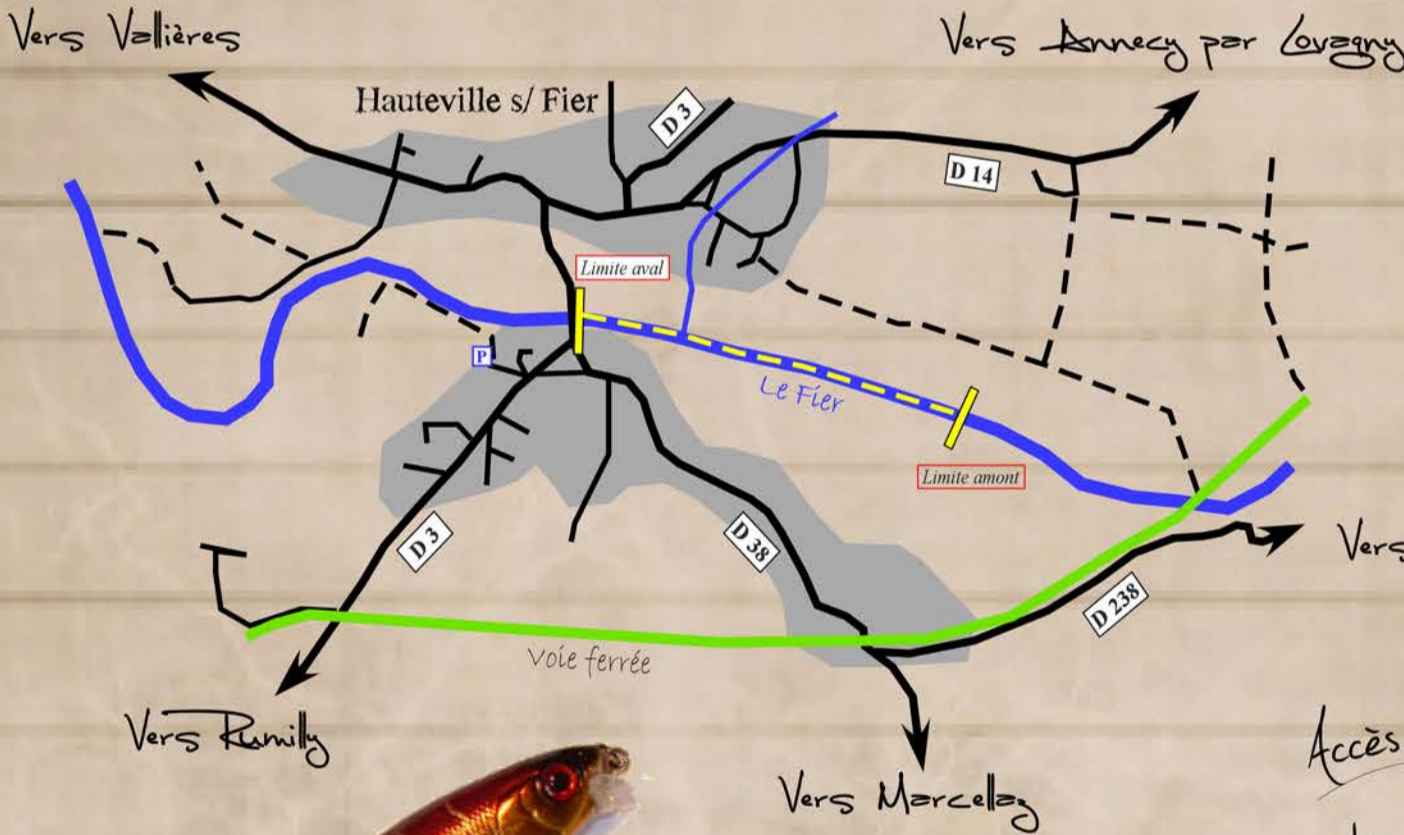 Vers Vallières
Vers Annecy par Lovagny
Hauteville s/ Fier
D 3
D 14
Limite aval
P
Le Fier
Limite amont
D 3
D 38
Vers
D 238
Voie ferrée
Vers Rumilly
Accès
Vers Marcellaz